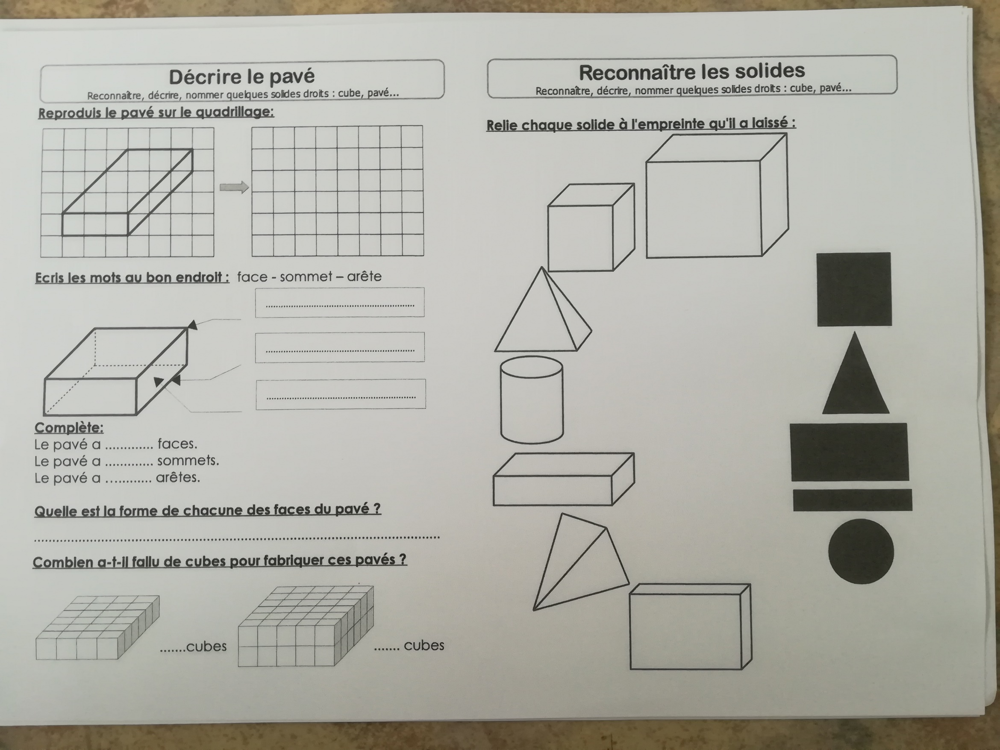 Décrire le pavé
Reconnaître, décrire, nommer quelques solides droits : cube, pavé...
Reproduis le pavé sur le quadrillage:
Ecris les mots au bon endroit : face - sommet – arête
Complète:
Le pavé a ............. faces.
Le pavé a ............. sommets.
Le pavé a ............ arêtes.
Quelle est la forme de chacune des faces du pavé ?
Combien a-t-il fallu de cubes pour fabriquer ces pavés ?
.......cubes
....... cubes
Reconnaître les solides
Reconnaître, décrire, nommer quelques solides droits : cube, pavé...
Relie chaque solide à l'empreinte qu'il a laissé :